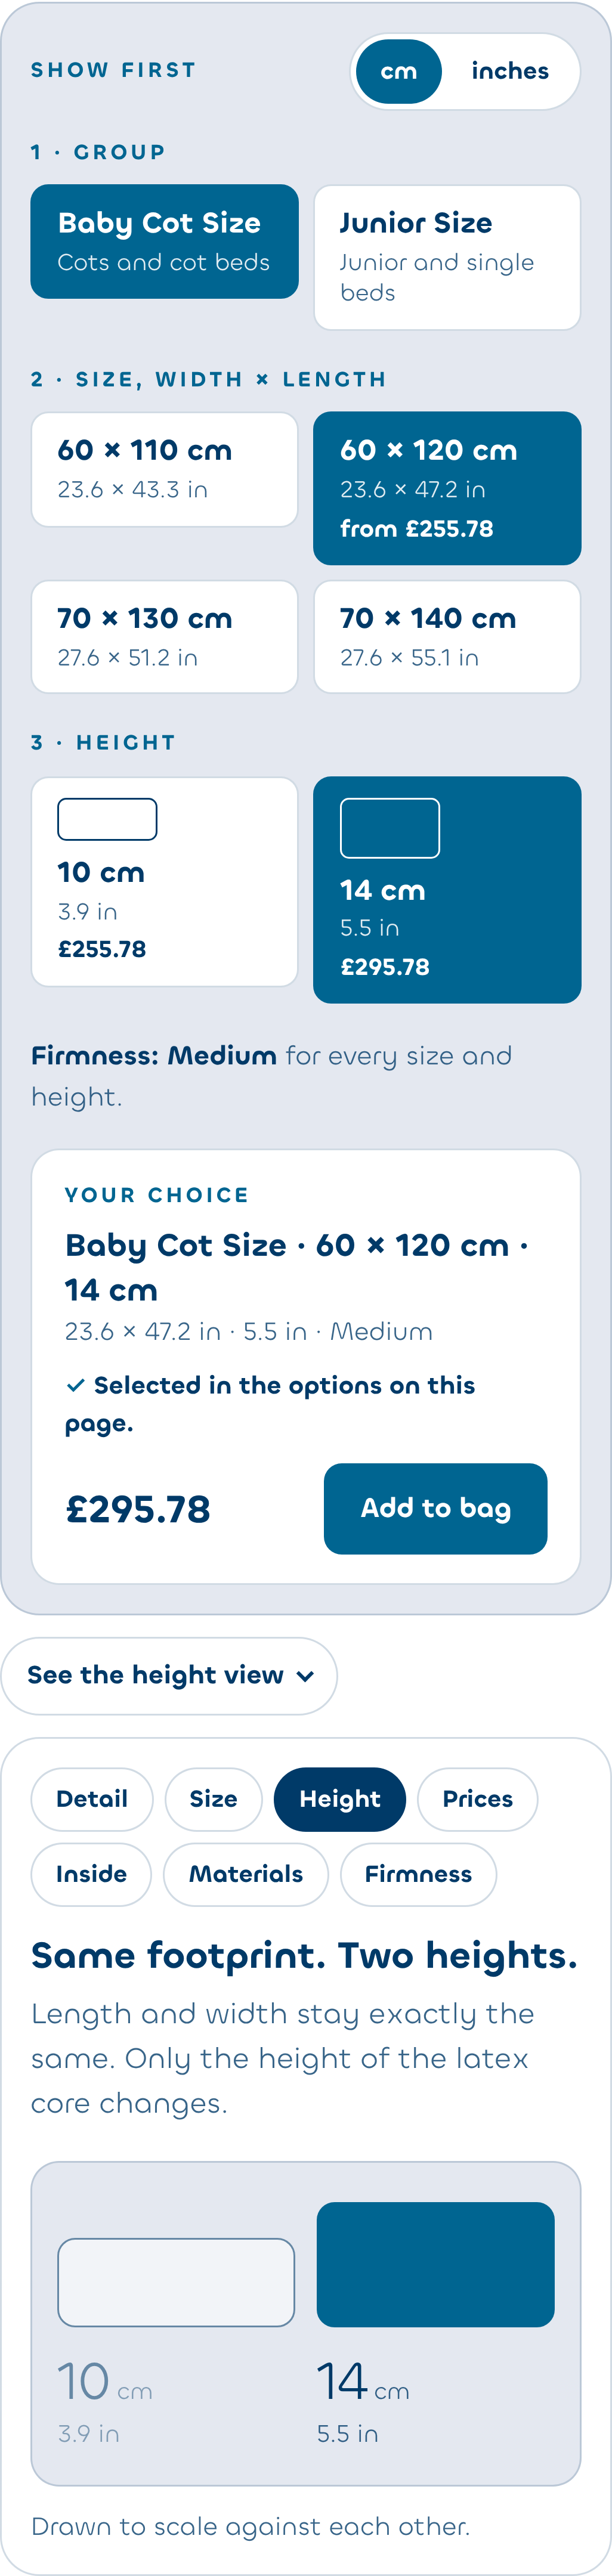 SHOW FIRST
cm inches
1 · GROUP
Baby Cot Size
Cots and cot beds
Junior Size
Junior and single
beds
2 · SIZE, WIDTH × LENGTH
60 × 110 cm
23.6 × 43.3 in
60 × 120 cm
23.6 × 47.2 in
from £255.78
70 × 130 cm
27.6 × 51.2 in
70 × 140 cm
27.6 × 55.1 in
3 · HEIGHT
10 cm
3.9 in
£255.78
14 cm
5.5 in
£295.78
Firmness: Medium for every size and
height.
YOUR CHOICE
Baby Cot Size · 60 × 120 cm ·
14 cm
23.6 × 47.2 in · 5.5 in · Medium
✓ Selected in the options on this
page.
£295.78
Add to bag
See the height view
Detail Size Height Prices
Inside Materials Firmness
Same footprint. Two heights.
Length and width stay exactly the
same. Only the height of the latex
core changes.
10 cm
3.9 in
14 cm
5.5 in
Drawn to scale against each other.